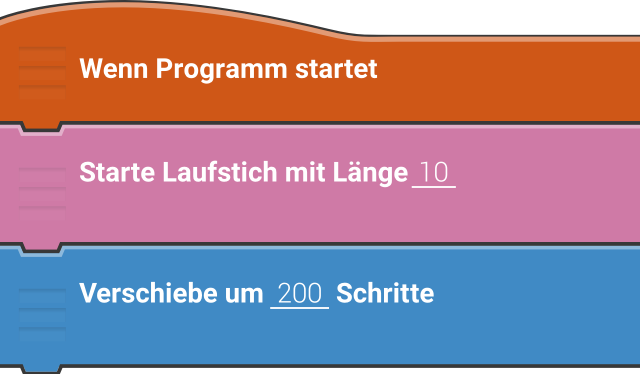 Wenn Programm startet
Starte Laufstich mit Länge 10
Verschiebe um 200 Schritte